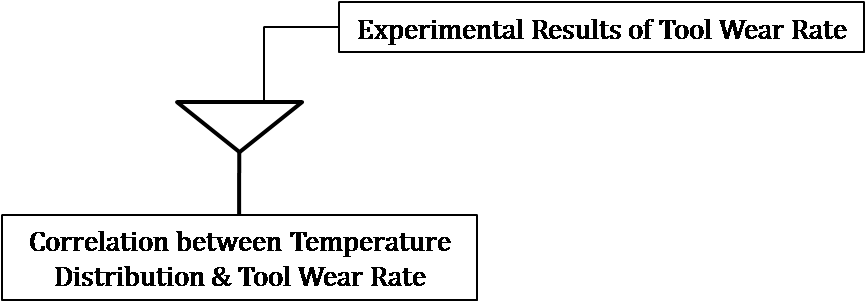 Experimental Results of Tool Wear Rate
Correlation between Temperature
Distribution & Tool Wear Rate